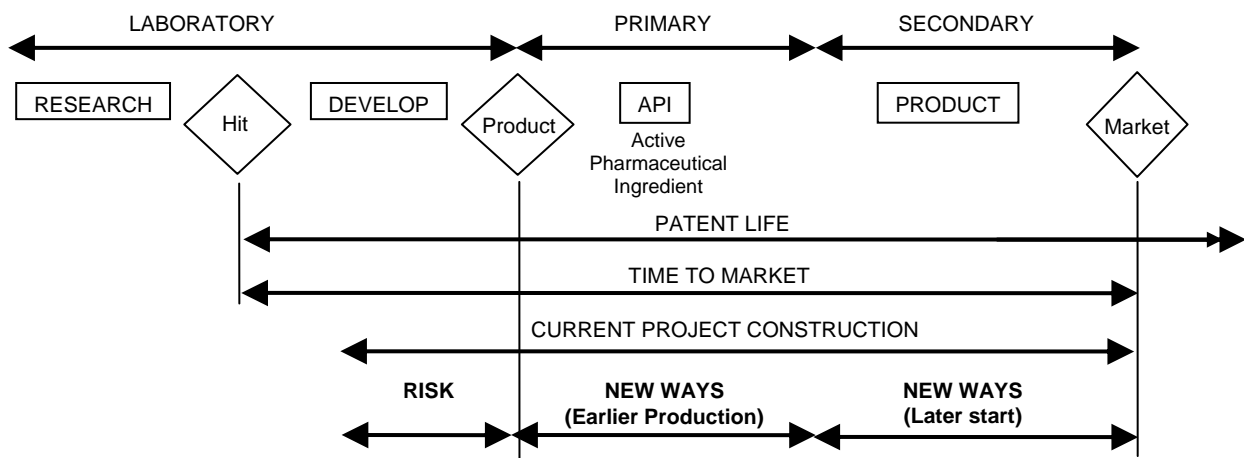 LABORATORY PRIMARY SECONDARY
RESEARCH Hit DEVELOP Product API PRODUCT Market
Active
Pharmaceutical
Ingredient
PATENT LIFE
TIME TO MARKET
CURRENT PROJECT CONSTRUCTION
RISK NEW WAYS NEW WAYS
(Earlier Production) (Later start)